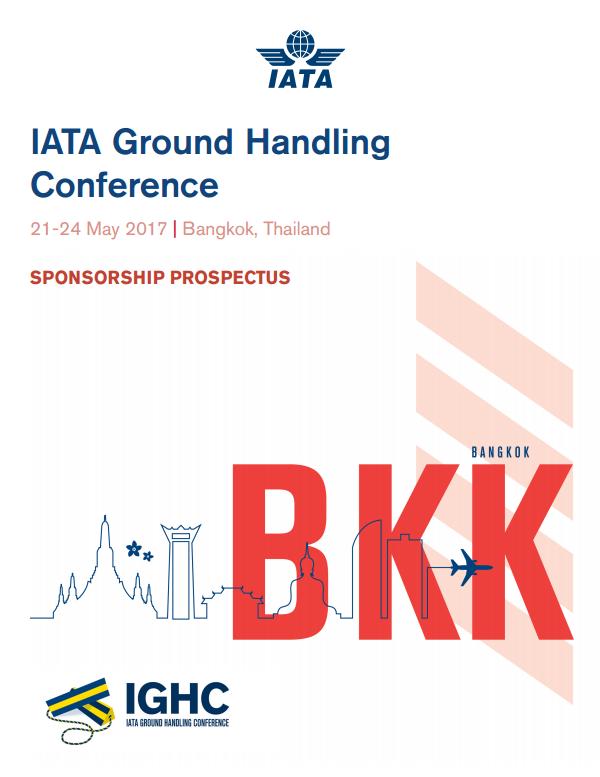 IATA
IATA Ground Handling
Conference
21-24 May 2017 | Bangkok, Thailand
SPONSORSHIP PROSPECTUS
BANGKOK
BKK
IGHC
IATA GROUND HANDLING CONFERENCE